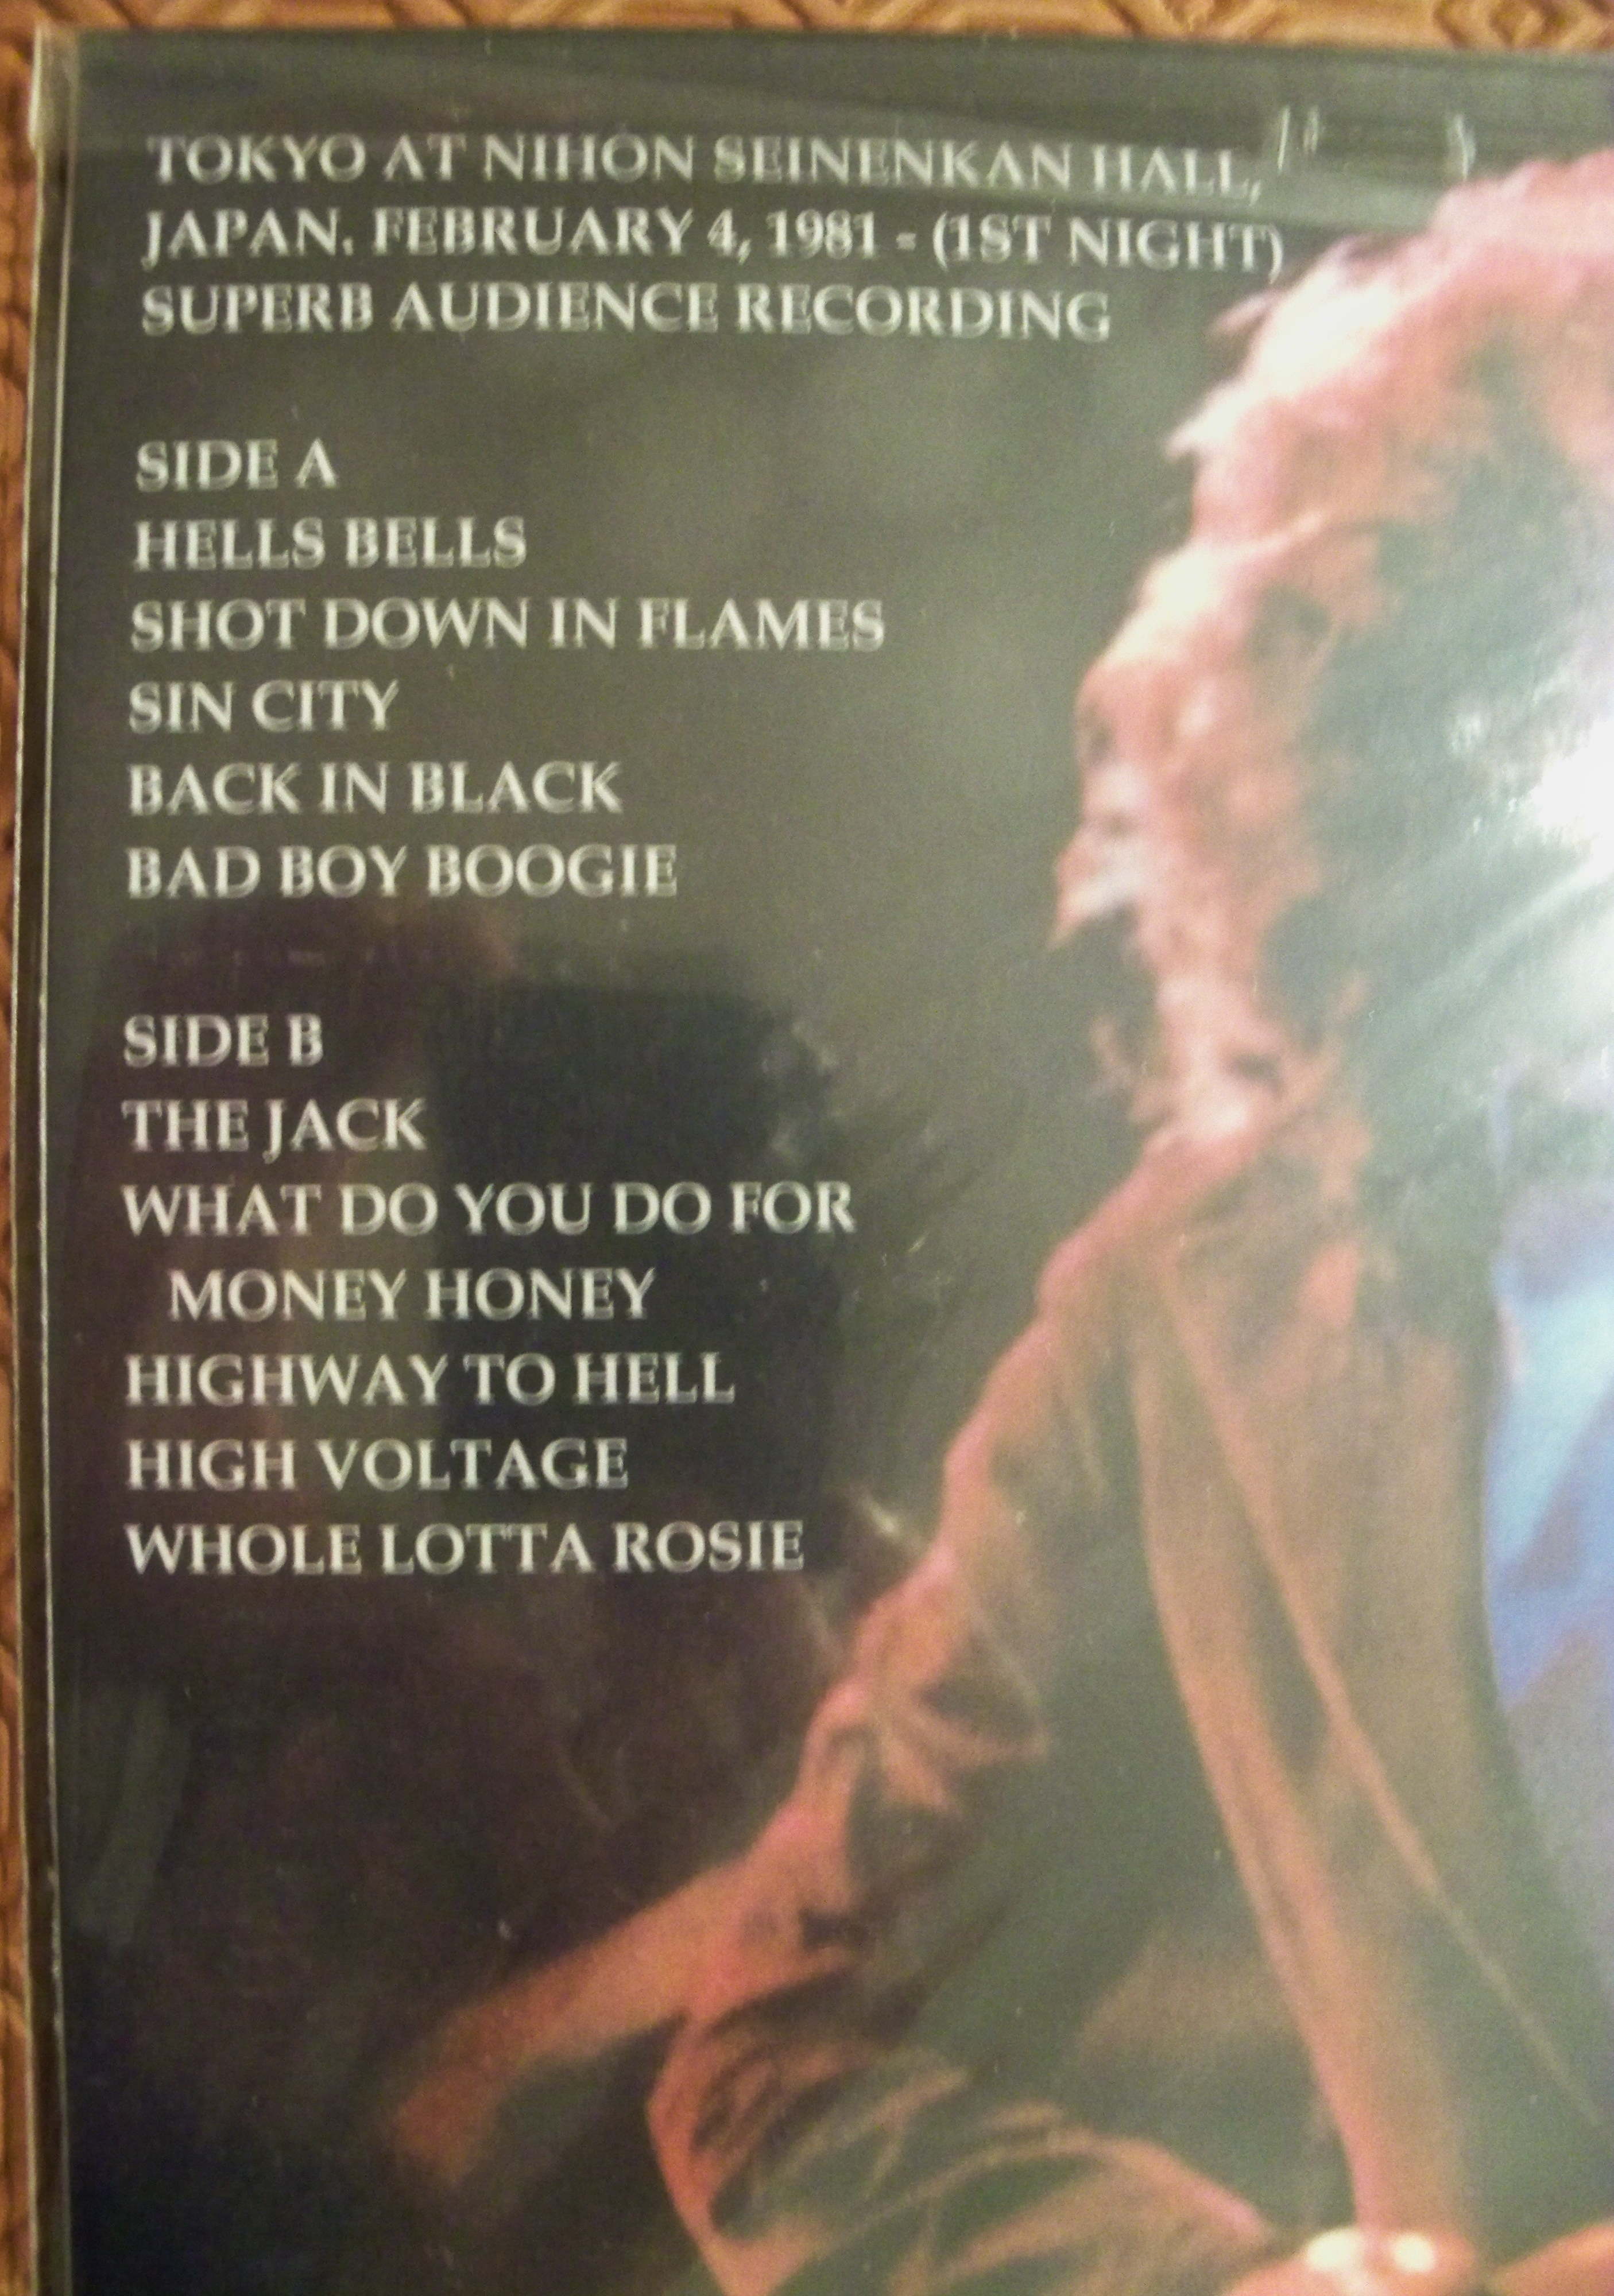 TOKYO AT NIHON SEINENKAN HALL,
JAPAN. FEBRUARY 4, 1981 - (1ST NIGHT)
SUPERB AUDIENCE RECORDING
SIDE A
HELLS BELLS
SHOT DOWN IN FLAMES
SIN CITY
BACK IN BLACK
BAD BOY BOOGIE
SIDE B
THE JACK
WHAT DO YOU DO FOR
MONEY HONEY
HIGHWAY TO HELL
HIGH VOLTAGE
WHOLE LOTTA ROSIE